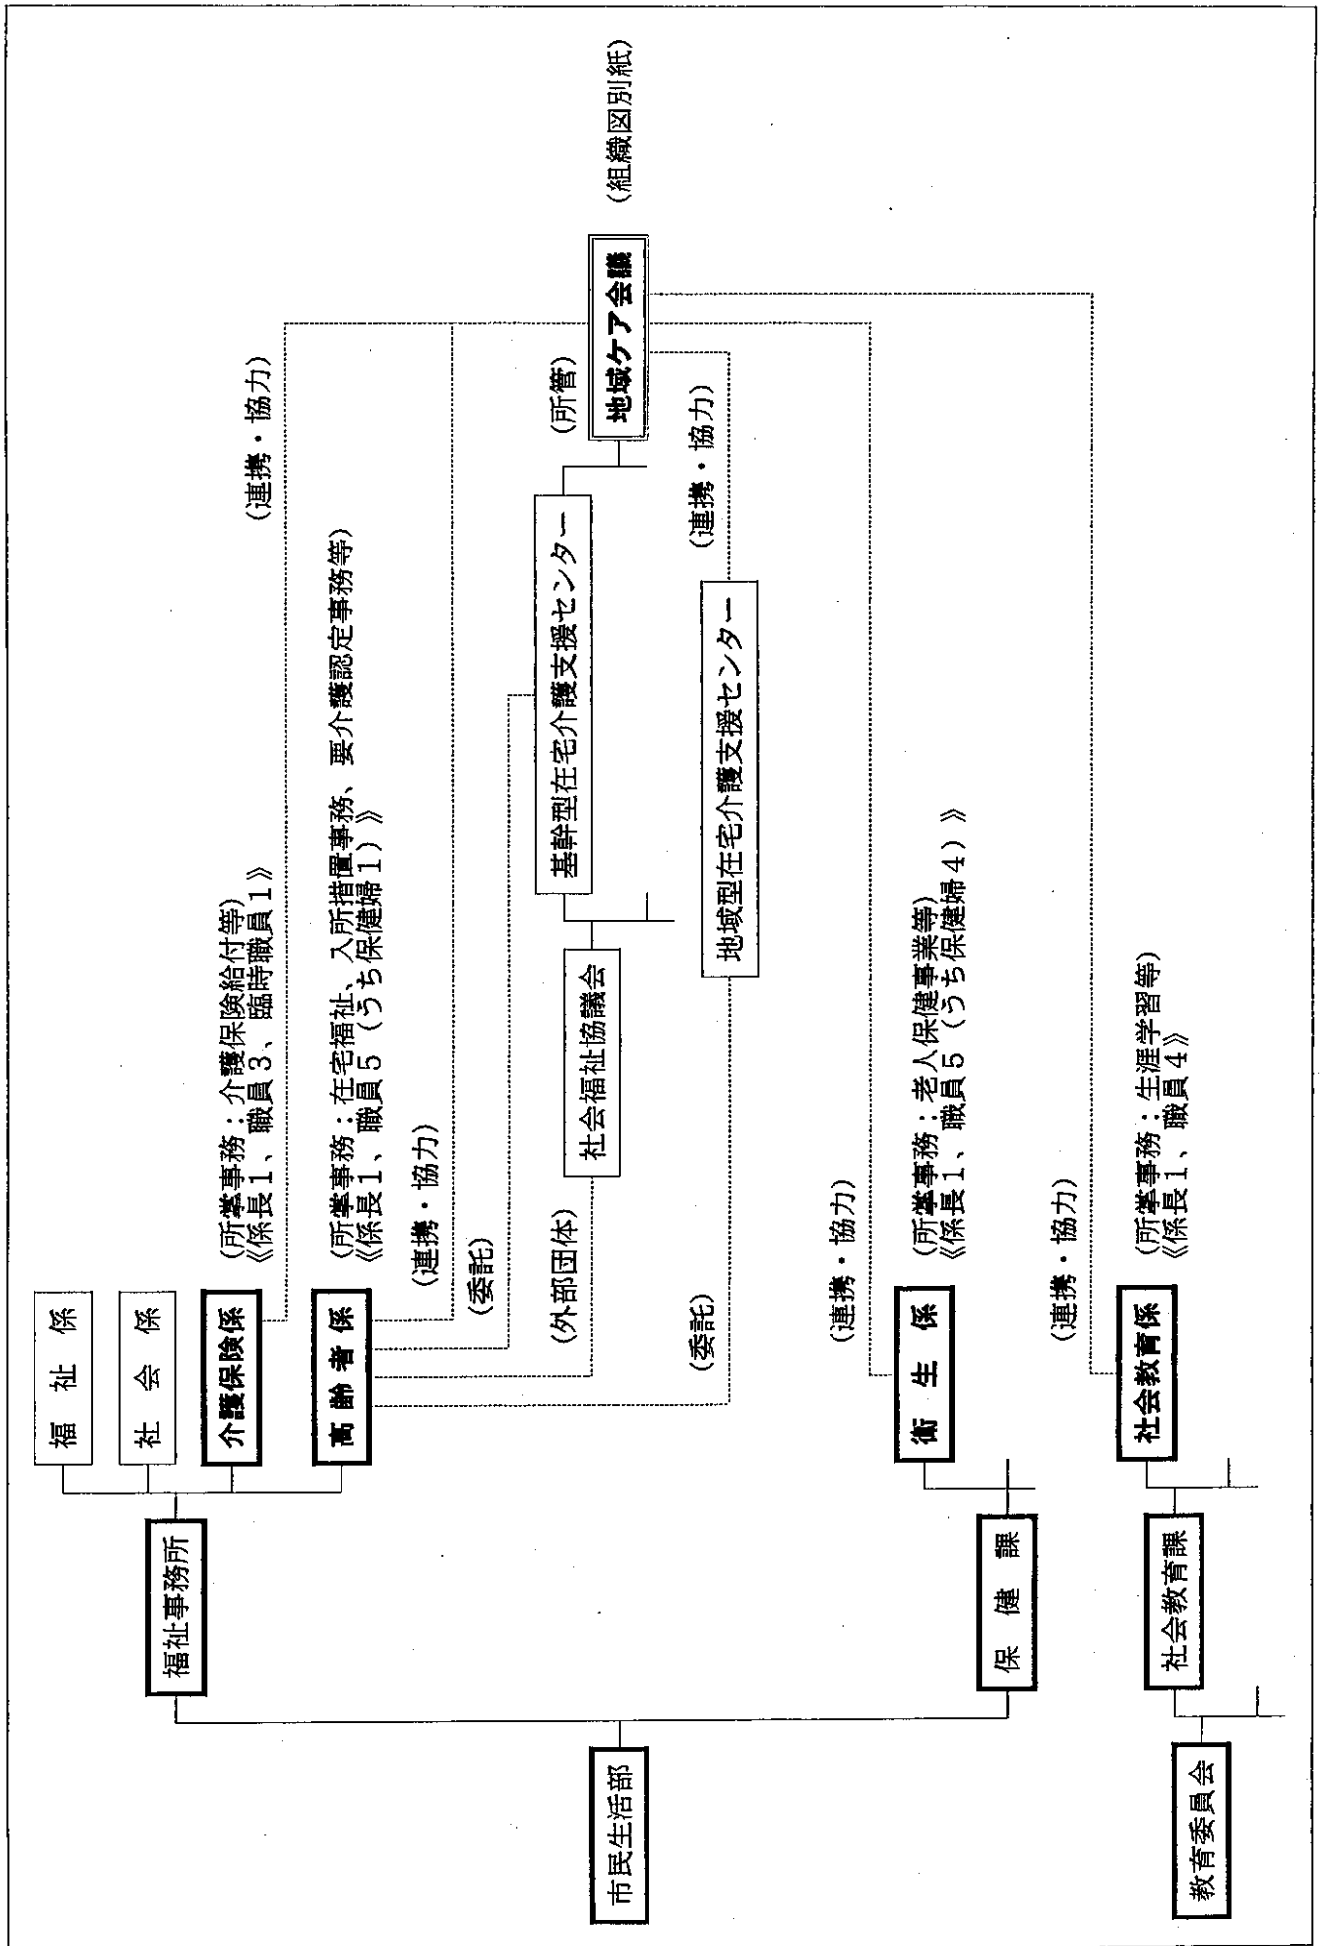 市民生活部
福祉事務所
福祉係
社会係
介護保険係
(所掌事務：介護保険給付等)
《係長１、職員３、臨時職員１》
(連携・協力)
高齢者係
(所掌事務：在宅福祉、入所措置事務、要介護認定事務等)
《係長１、職員５（うち保健婦１）》
(連携・協力)
(委託)
基幹型在宅介護支援センター
(所管)
(外部団体)
社会福祉協議会
地域ケア会議
(組織図別紙)
(委託)
地域型在宅介護支援センター
(連携・協力)
(連携・協力)
保健課
衛生係
(所掌事務：老人保健事業等)
《係長１、職員５（うち保健婦４）》
(連携・協力)
教育委員会
社会教育課
社会教育係
(所掌事務：生涯学習等)
《係長１、職員４》